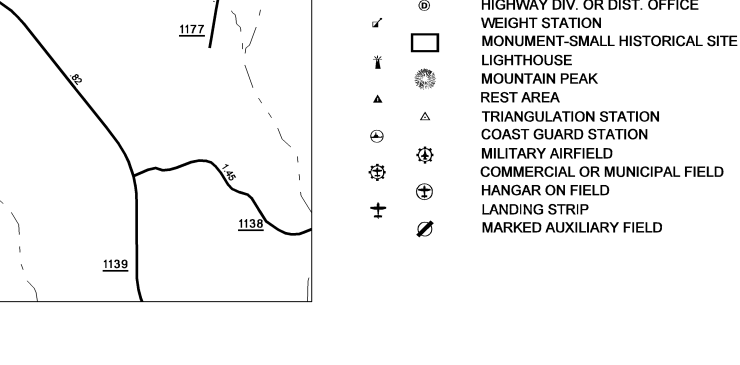 HIGHWAY DIV. OR DIST. OFFICE
WEIGHT STATION
MONUMENT-SMALL HISTORICAL SITE
LIGHTHOUSE
MOUNTAIN PEAK
REST AREA
TRIANGULATION STATION
COAST GUARD STATION
MILITARY AIRFIELD
COMMERCIAL OR MUNICIPAL FIELD
HANGAR ON FIELD
LANDING STRIP
MARKED AUXILIARY FIELD
D
1177
.82
1.45
1138
1139